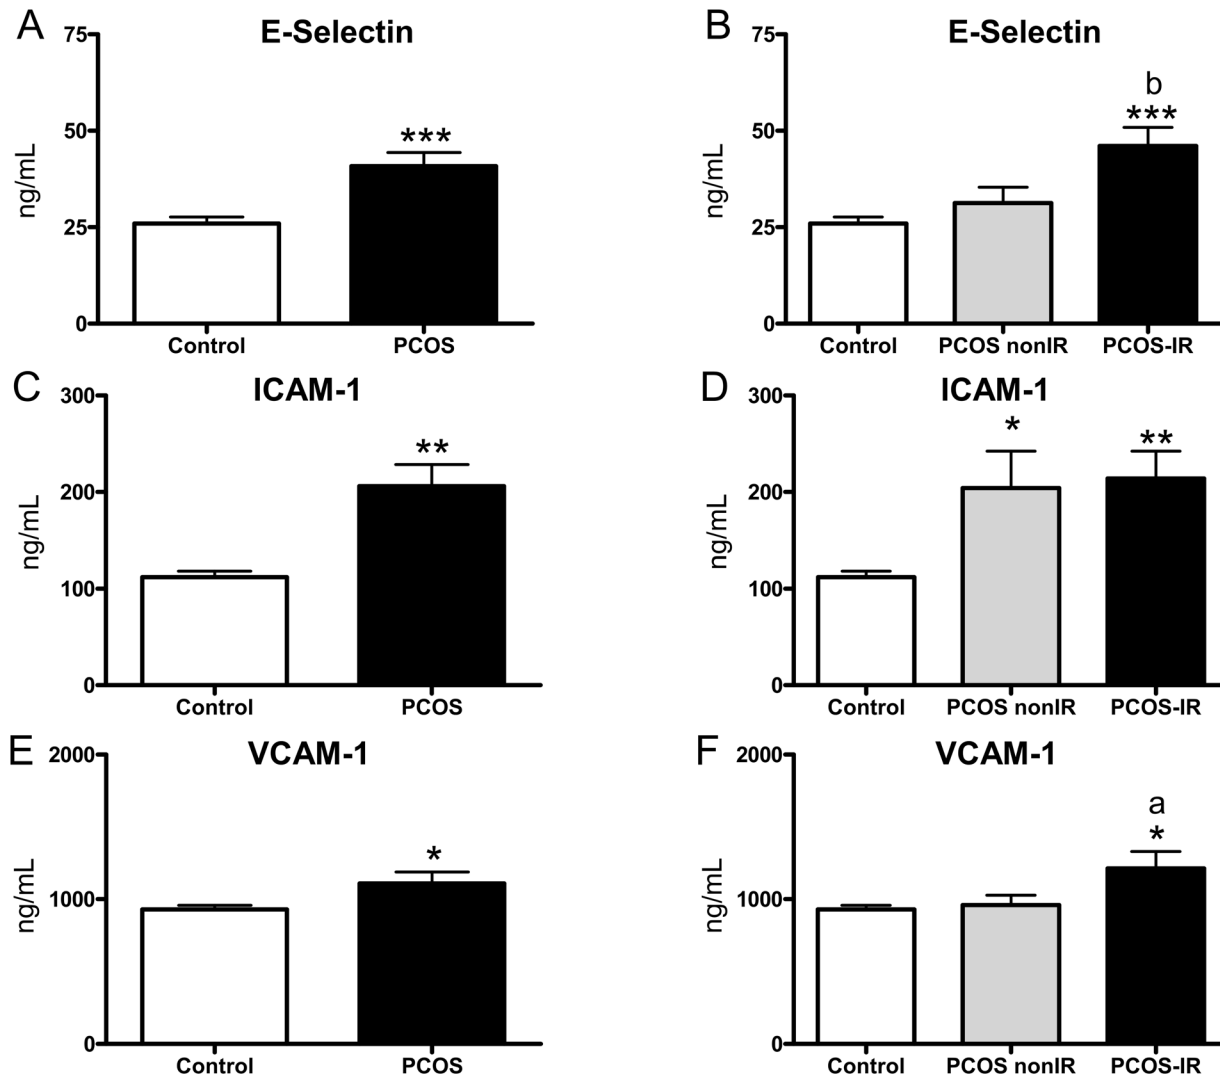 A
E-Selectin
75
50
25
0
ng/mL
***
Control
PCOS
B
E-Selectin
75
50
25
0
ng/mL
b
***
Control
PCOS nonIR
PCOS-IR
C
ICAM-1
300
200
100
0
ng/mL
**
Control
PCOS
D
ICAM-1
300
200
100
0
ng/mL
*
**
Control
PCOS nonIR
PCOS-IR
E
VCAM-1
2000
1000
0
ng/mL
*
Control
PCOS
F
VCAM-1
2000
1000
0
ng/mL
a
*
Control
PCOS nonIR
PCOS-IR